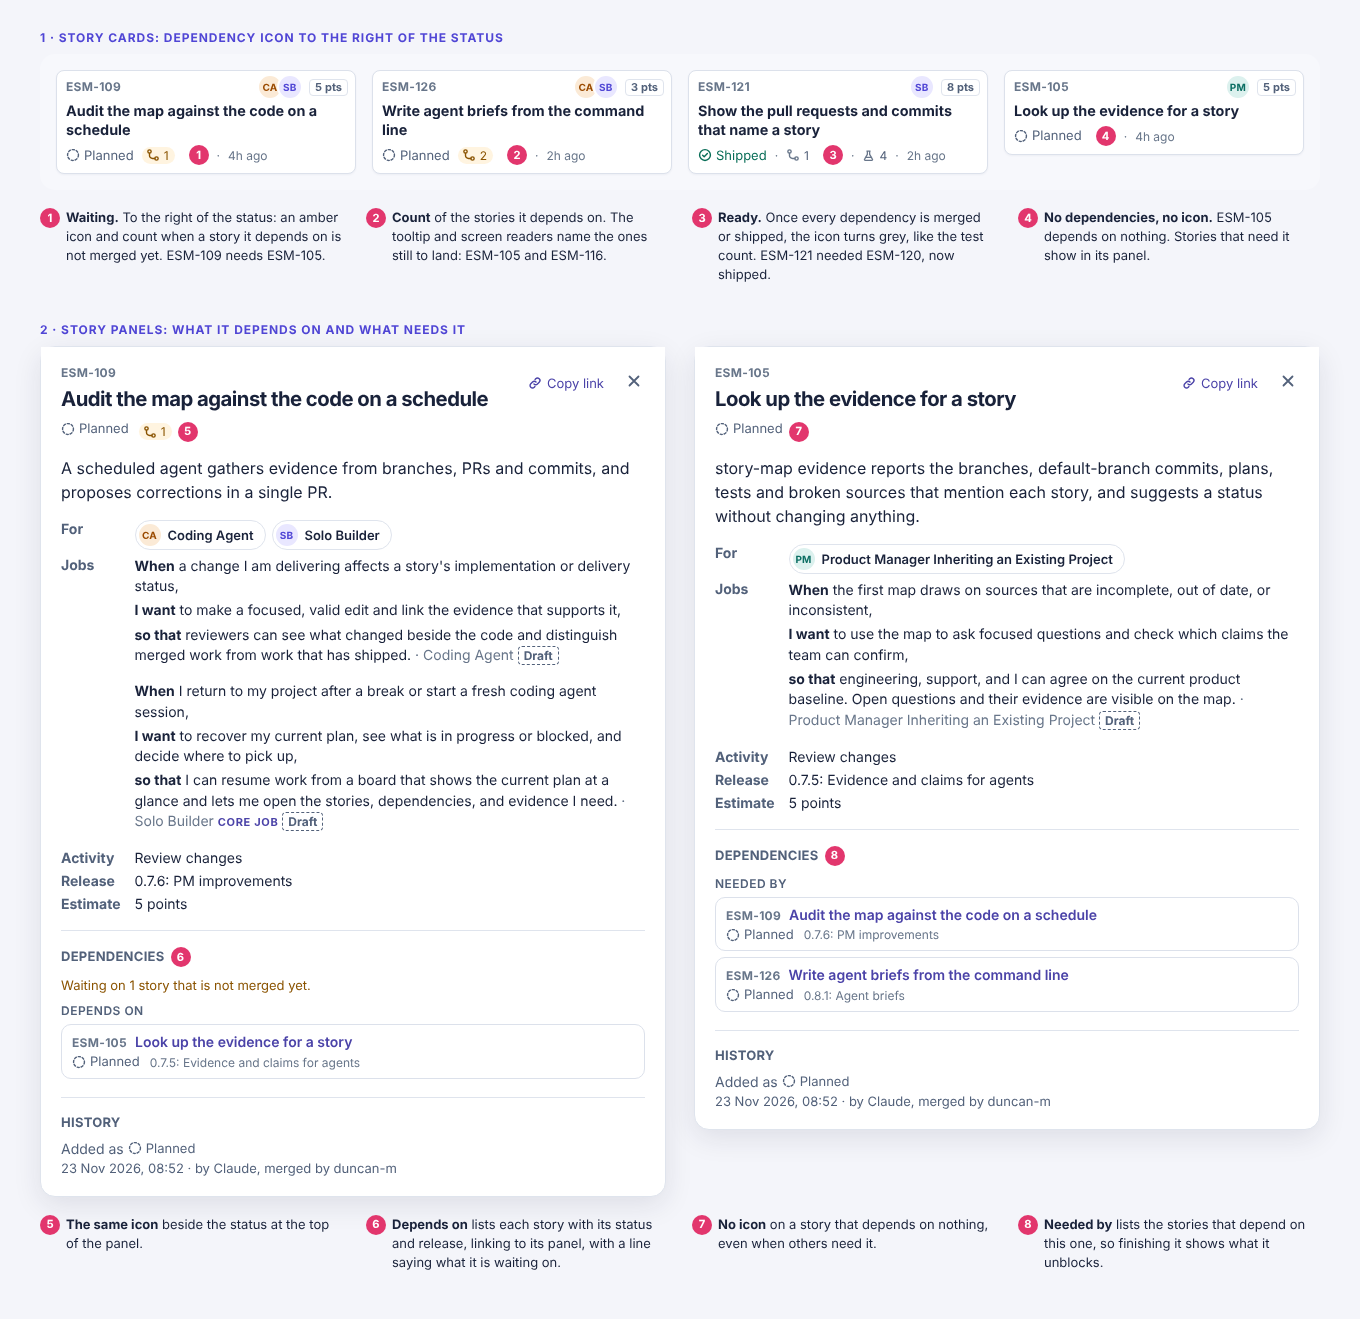 1 · STORY CARDS: DEPENDENCY ICON TO THE RIGHT OF THE STATUS
ESM-109
CA SB 5 pts
Audit the map against the code on a
schedule
Planned 1 1 · 4h ago
ESM-126
CA SB 3 pts
Write agent briefs from the command
line
Planned 2 2 · 2h ago
ESM-121
SB 8 pts
Show the pull requests and commits
that name a story
Shipped · 1 3 · 4 · 2h ago
ESM-105
PM 5 pts
Look up the evidence for a story
Planned 4 · 4h ago
1 Waiting. To the right of the status: an amber
icon and count when a story it depends on is
not merged yet. ESM-109 needs ESM-105.
2 Count of the stories it depends on. The
tooltip and screen readers name the ones
still to land: ESM-105 and ESM-116.
3 Ready. Once every dependency is merged
or shipped, the icon turns grey, like the test
count. ESM-121 needed ESM-120, now
shipped.
4 No dependencies, no icon. ESM-105
depends on nothing. Stories that need it
show in its panel.
2 · STORY PANELS: WHAT IT DEPENDS ON AND WHAT NEEDS IT
ESM-109
Copy link
Audit the map against the code on a schedule
Planned 1 5
A scheduled agent gathers evidence from branches, PRs and commits, and
proposes corrections in a single PR.
For CA Coding Agent SB Solo Builder
Jobs When a change I am delivering affects a story's implementation or delivery
status,
I want to make a focused, valid edit and link the evidence that supports it,
so that reviewers can see what changed beside the code and distinguish
merged work from work that has shipped. · Coding Agent Draft
When I return to my project after a break or start a fresh coding agent
session,
I want to recover my current plan, see what is in progress or blocked, and
decide where to pick up,
so that I can resume work from a board that shows the current plan at a
glance and lets me open the stories, dependencies, and evidence I need. ·
Solo Builder CORE JOB Draft
Activity Review changes
Release 0.7.6: PM improvements
Estimate 5 points
DEPENDENCIES 6
Waiting on 1 story that is not merged yet.
DEPENDS ON
ESM-105 Look up the evidence for a story
Planned 0.7.5: Evidence and claims for agents
HISTORY
Added as Planned
23 Nov 2026, 08:52 · by Claude, merged by duncan-m
ESM-105
Copy link
Look up the evidence for a story
Planned 7
story-map evidence reports the branches, default-branch commits, plans,
tests and broken sources that mention each story, and suggests a status
without changing anything.
For PM Product Manager Inheriting an Existing Project
Jobs When the first map draws on sources that are incomplete, out of date, or
inconsistent,
I want to use the map to ask focused questions and check which claims the
team can confirm,
so that engineering, support, and I can agree on the current product
baseline. Open questions and their evidence are visible on the map. ·
Product Manager Inheriting an Existing Project Draft
Activity Review changes
Release 0.7.5: Evidence and claims for agents
Estimate 5 points
DEPENDENCIES 8
NEEDED BY
ESM-109 Audit the map against the code on a schedule
Planned 0.7.6: PM improvements
ESM-126 Write agent briefs from the command line
Planned 0.8.1: Agent briefs
HISTORY
Added as Planned
23 Nov 2026, 08:52 · by Claude, merged by duncan-m
5 The same icon beside the status at the top
of the panel.
6 Depends on lists each story with its status
and release, linking to its panel, with a line
saying what it is waiting on.
7 No icon on a story that depends on nothing,
even when others need it.
8 Needed by lists the stories that depend on
this one, so finishing it shows what it
unblocks.